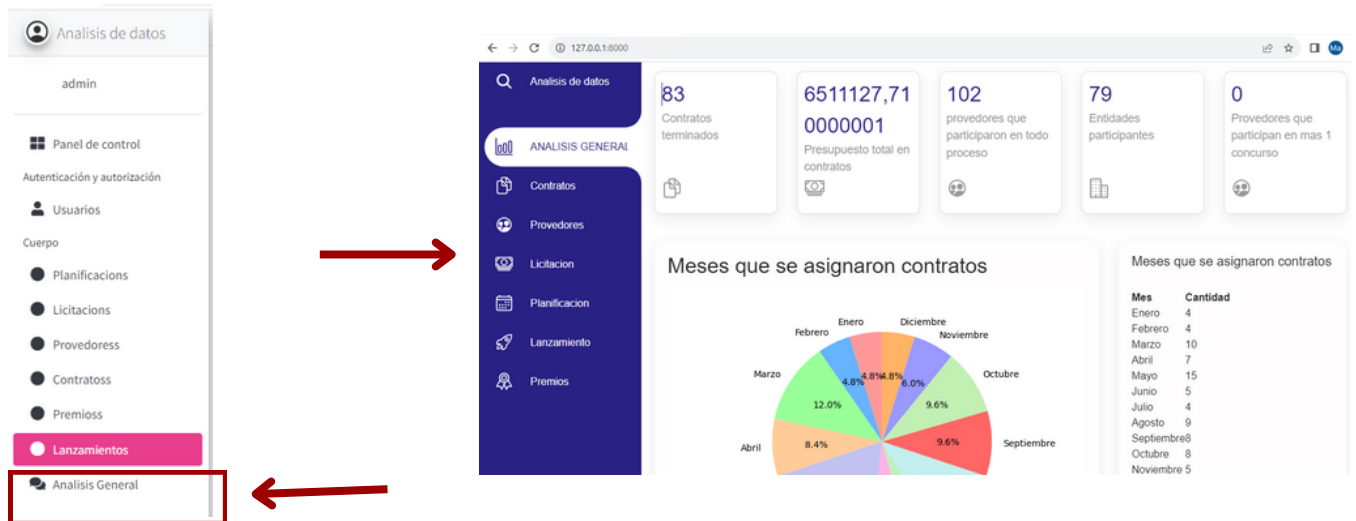 Analisis de datos
admin
Panel de control
Autenticación y autorización
Usuarios
Cuerpo
Planificacions
Licitacions
Provedoress
Contratoss
Premioss
Lanzamientos
Analisis General
127.0.0.1:8000
Ma
Analisis de datos
ANALISIS GENERAL
Contratos
Provedores
Licitacion
Planificacion
Lanzamiento
Premios
83
Contratos
terminados
6511127,71
0000001
Presupuesto total en
contratos
102
provedores que
participaron en todo
proceso
79
Entidades
participantes
0
Provedores que
participan en mas 1
concurso
Meses que se asignaron contratos
Enero
Diciembre
Febrero
Noviembre
Marzo
Octubre
4.8%
4.8%
4.8%
6.0%
12.0%
9.6%
Abril
8.4%
9.6%
Septiembre
Meses que se asignaron contratos
Mes Cantidad
Enero 4
Febrero 4
Marzo 10
Abril 7
Mayo 15
Junio 5
Julio 4
Agosto 9
Septiembre8
Octubre 8
Noviembre 5